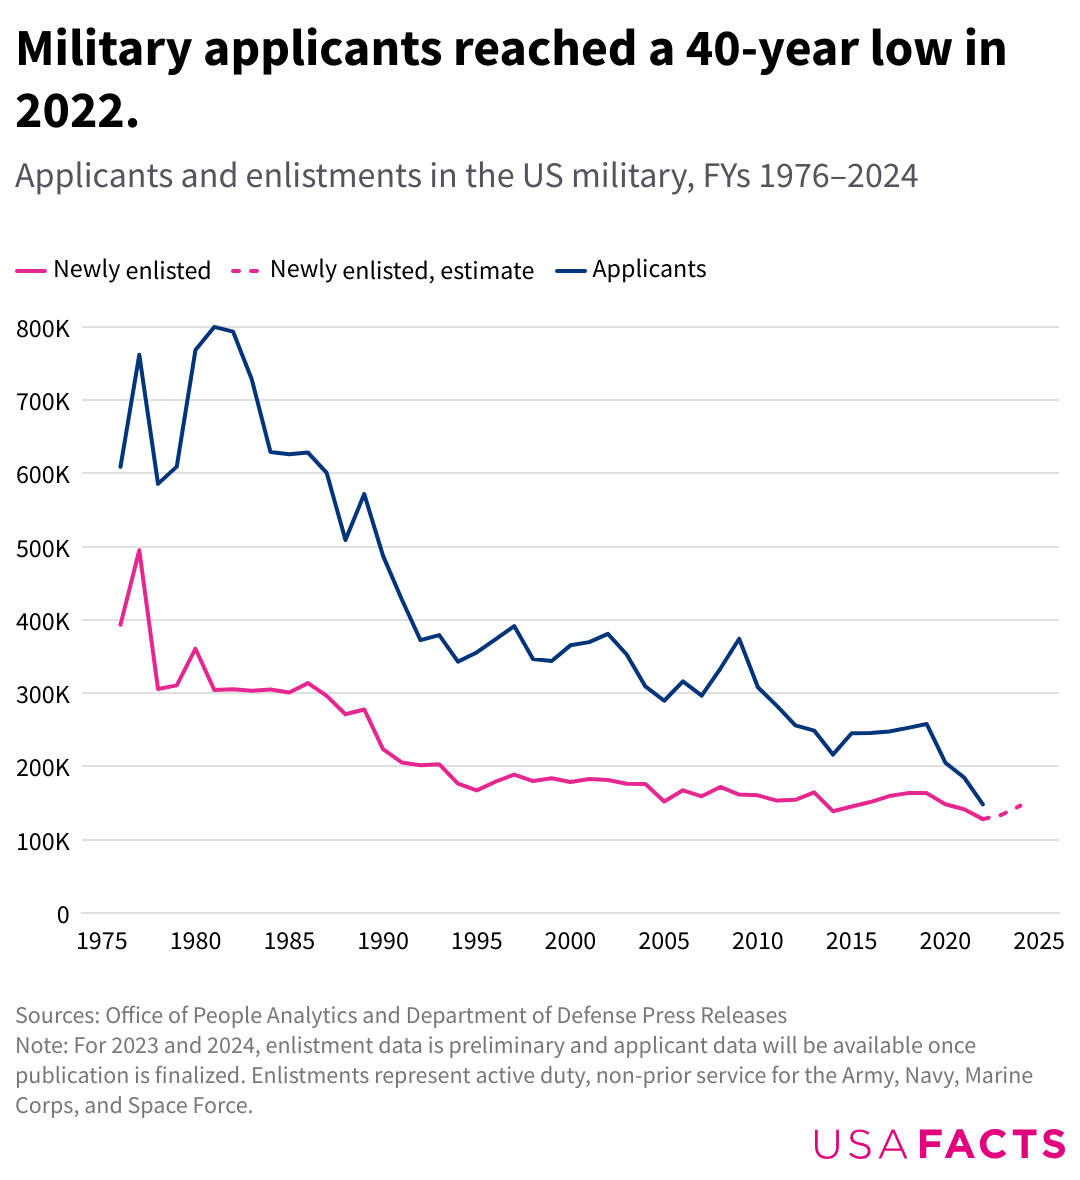 Military applicants reached a 40-year low in
2022.
Applicants and enlistments in the US military, FYs 1976–2024
Newly enlisted Newly enlisted, estimate Applicants
800K
700K
600K
500K
400K
300K
200K
100K
0
1975 1980 1985 1990 1995 2000 2005 2010 2015 2020 2025
Sources: Office of People Analytics and Department of Defense Press Releases
Note: For 2023 and 2024, enlistment data is preliminary and applicant data will be available once
publication is finalized. Enlistments represent active duty, non-prior service for the Army, Navy, Marine
Corps, and Space Force.
USAFACTS